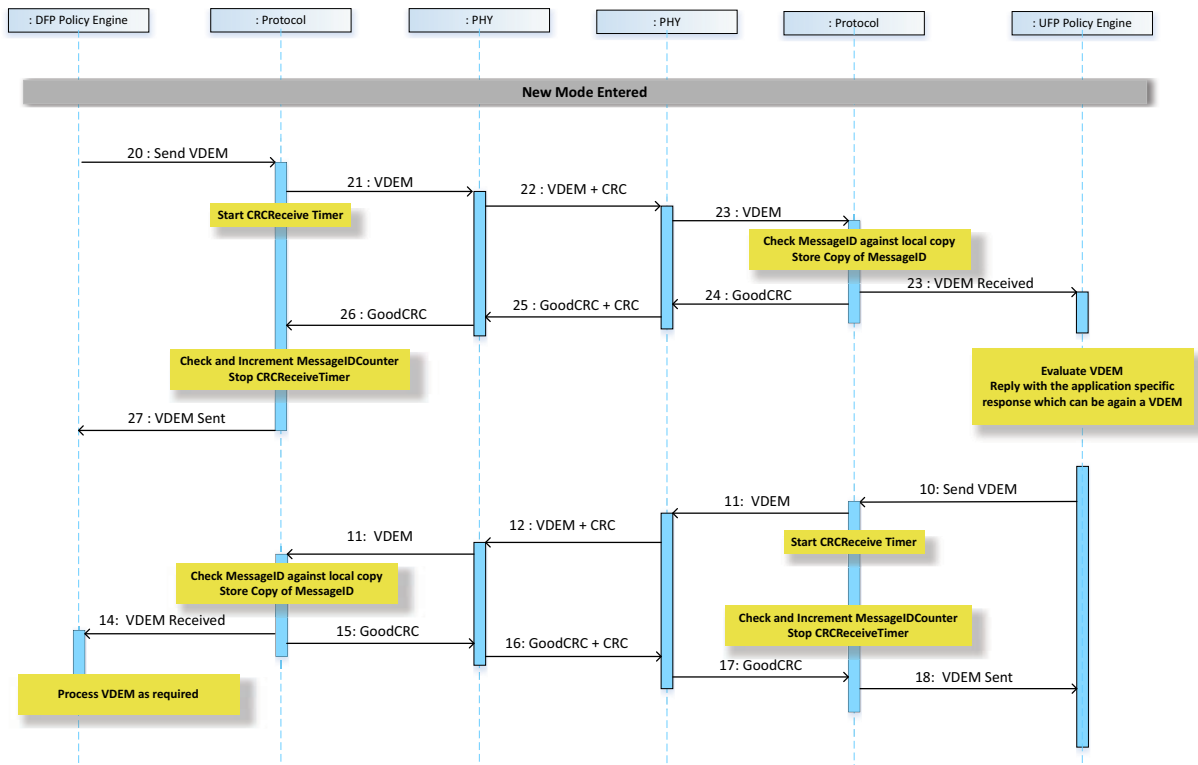 : DFP Policy Engine
: Protocol
: PHY
: PHY
: Protocol
: UFP Policy Engine
New Mode Entered
20 : Send VDEM
21 : VDEM
22 : VDEM + CRC
Start CRCReceive Timer
23 : VDEM
Check MessageID against local copy
Store Copy of MessageID
23 : VDEM Received
24 : GoodCRC
25 : GoodCRC + CRC
26 : GoodCRC
Check and Increment MessageIDCounter
Stop CRCReceiveTimer
Evaluate VDEM
Reply with the application specific
response which can be again a VDEM
27 : VDEM Sent
10: Send VDEM
11: VDEM
12 : VDEM + CRC
Start CRCReceive Timer
11: VDEM
Check MessageID against local copy
Store Copy of MessageID
14: VDEM Received
15: GoodCRC
Check and Increment MessageIDCounter
Stop CRCReceiveTimer
16: GoodCRC + CRC
17: GoodCRC
18: VDEM Sent
Process VDEM as required